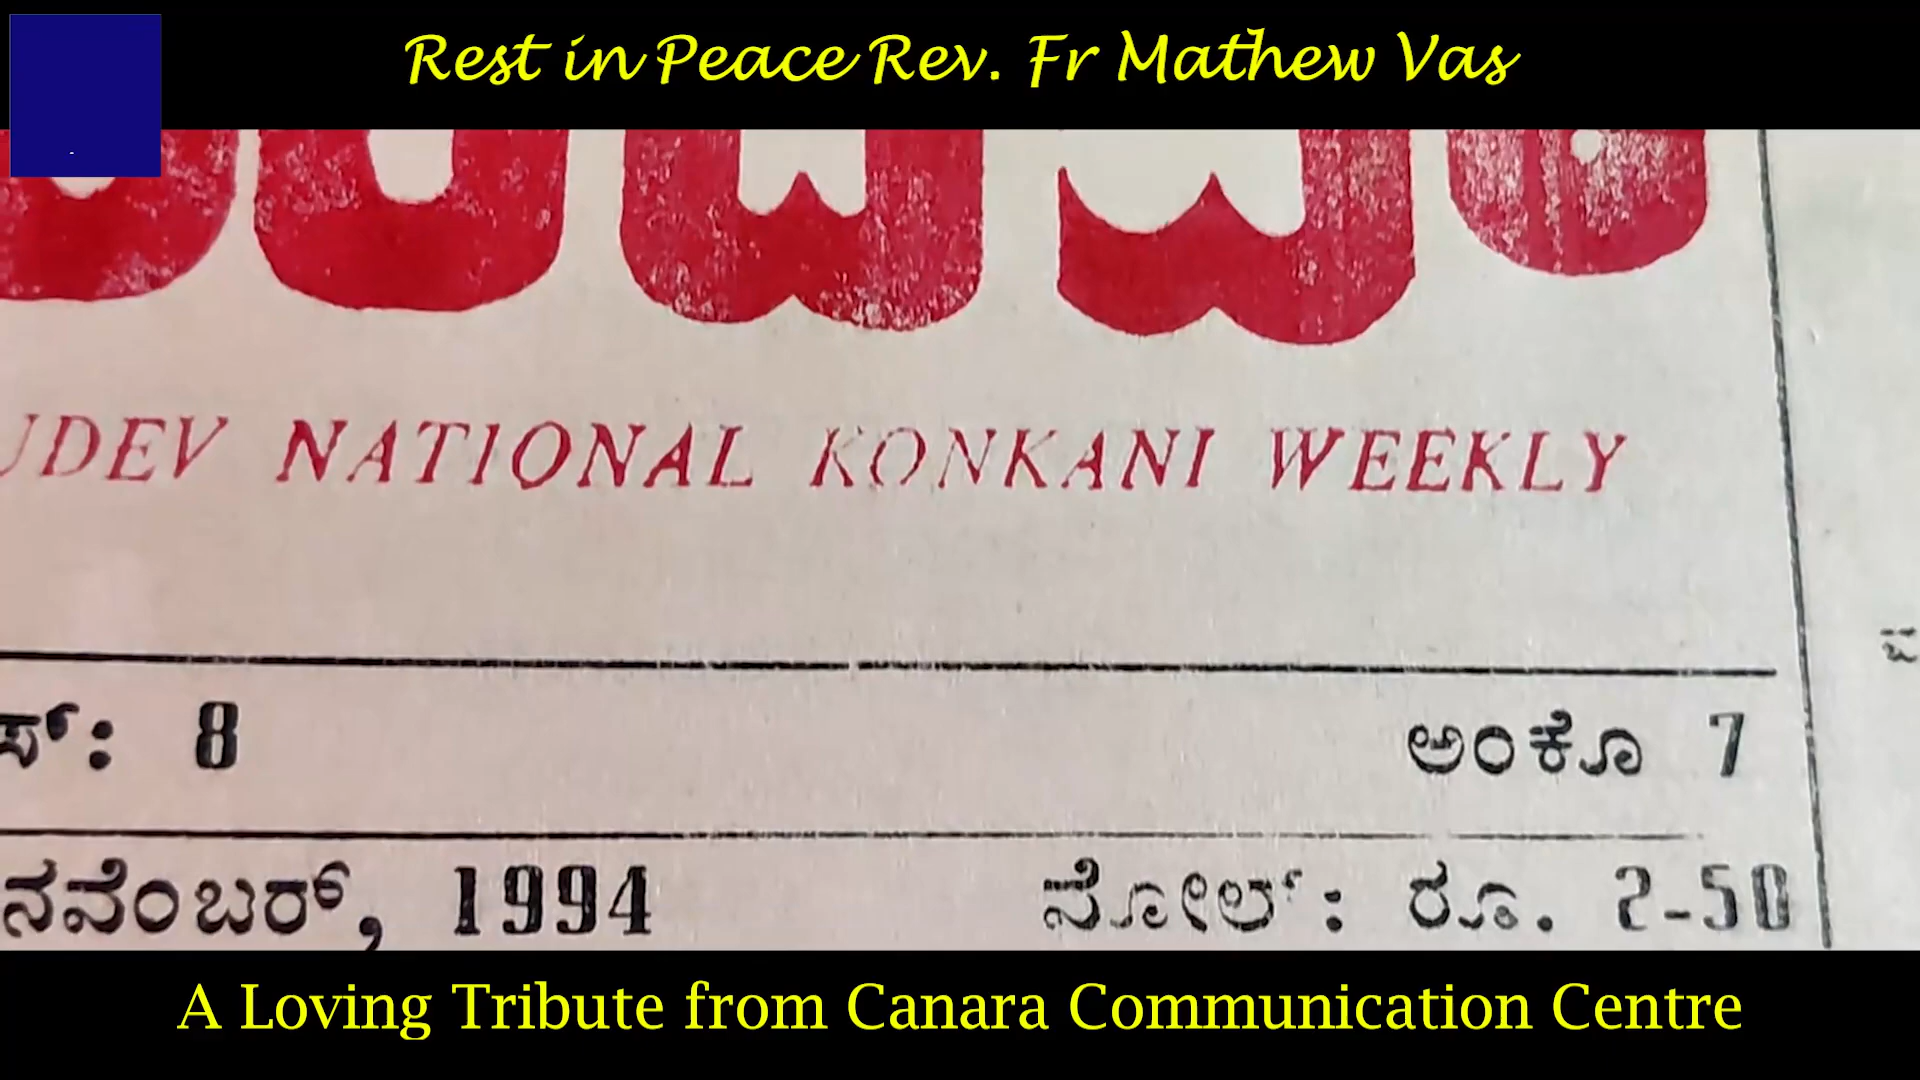 Rest in Peace Rev. Fr Mathew Vas
NATIONAL KONKANI WEEKLY
8 ಅಂಕೊ 7
ನವೆಂಬರ್, 1994 ಸೋಲ್: ರೂ. 2-50
A Loving Tribute from Canara Communication Centre